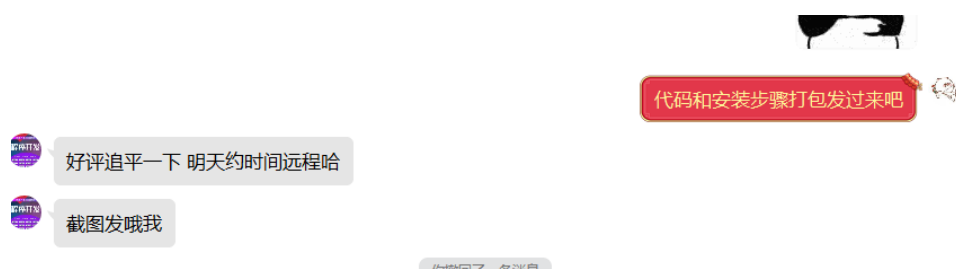 代码和安装步骤打包发过来吧
好评追平一下 明天约时间远程哈
截图发哦我